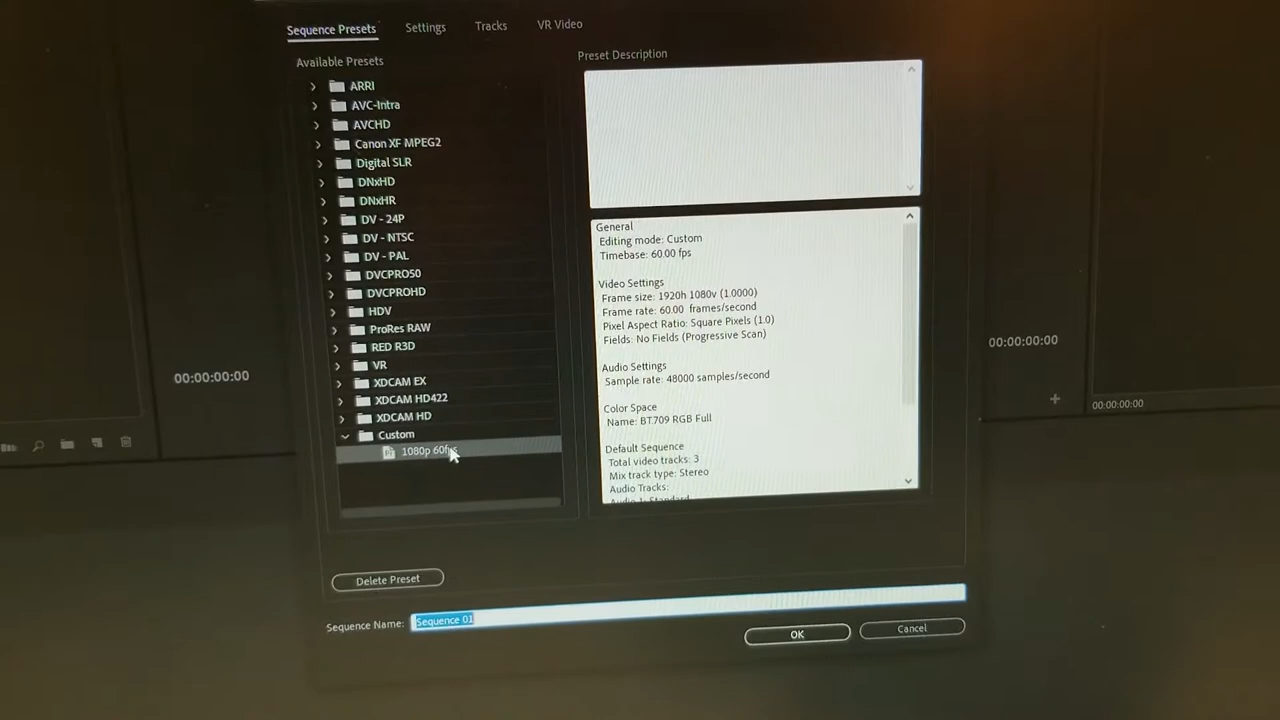 Sequence Presets
Settings
Tracks
VR Video
Available Presets
Preset Description
ARRI
AVC-Intra
AVCHD
Canon XF MPEG2
Digital SLR
DNxHD
DNxHR
DV - 24P
DV - NTSC
DV - PAL
DVCPRO50
DVCPROHD
HDV
ProRes RAW
RED R3D
VR
XDCAM EX
XDCAM HD422
XDCAM HD
Custom
1080p 60fps
General
Editing mode: Custom
Timebase: 60.00 fps
Video Settings
Frame size: 1920h 1080v (1.0000)
Frame rate: 60.00 frames/second
Pixel Aspect Ratio: Square Pixels (1.0)
Fields: No Fields (Progressive Scan)
Audio Settings
Sample rate: 48000 samples/second
Color Space
Name: BT.709 RGB Full
Default Sequence
Total video tracks: 3
Mix track type: Stereo
Audio Tracks:
Audio 1: Standard
00:00:00:00
00:00:00:00
00:00:00:00
Delete Preset
Sequence Name: Sequence 01
OK
Cancel